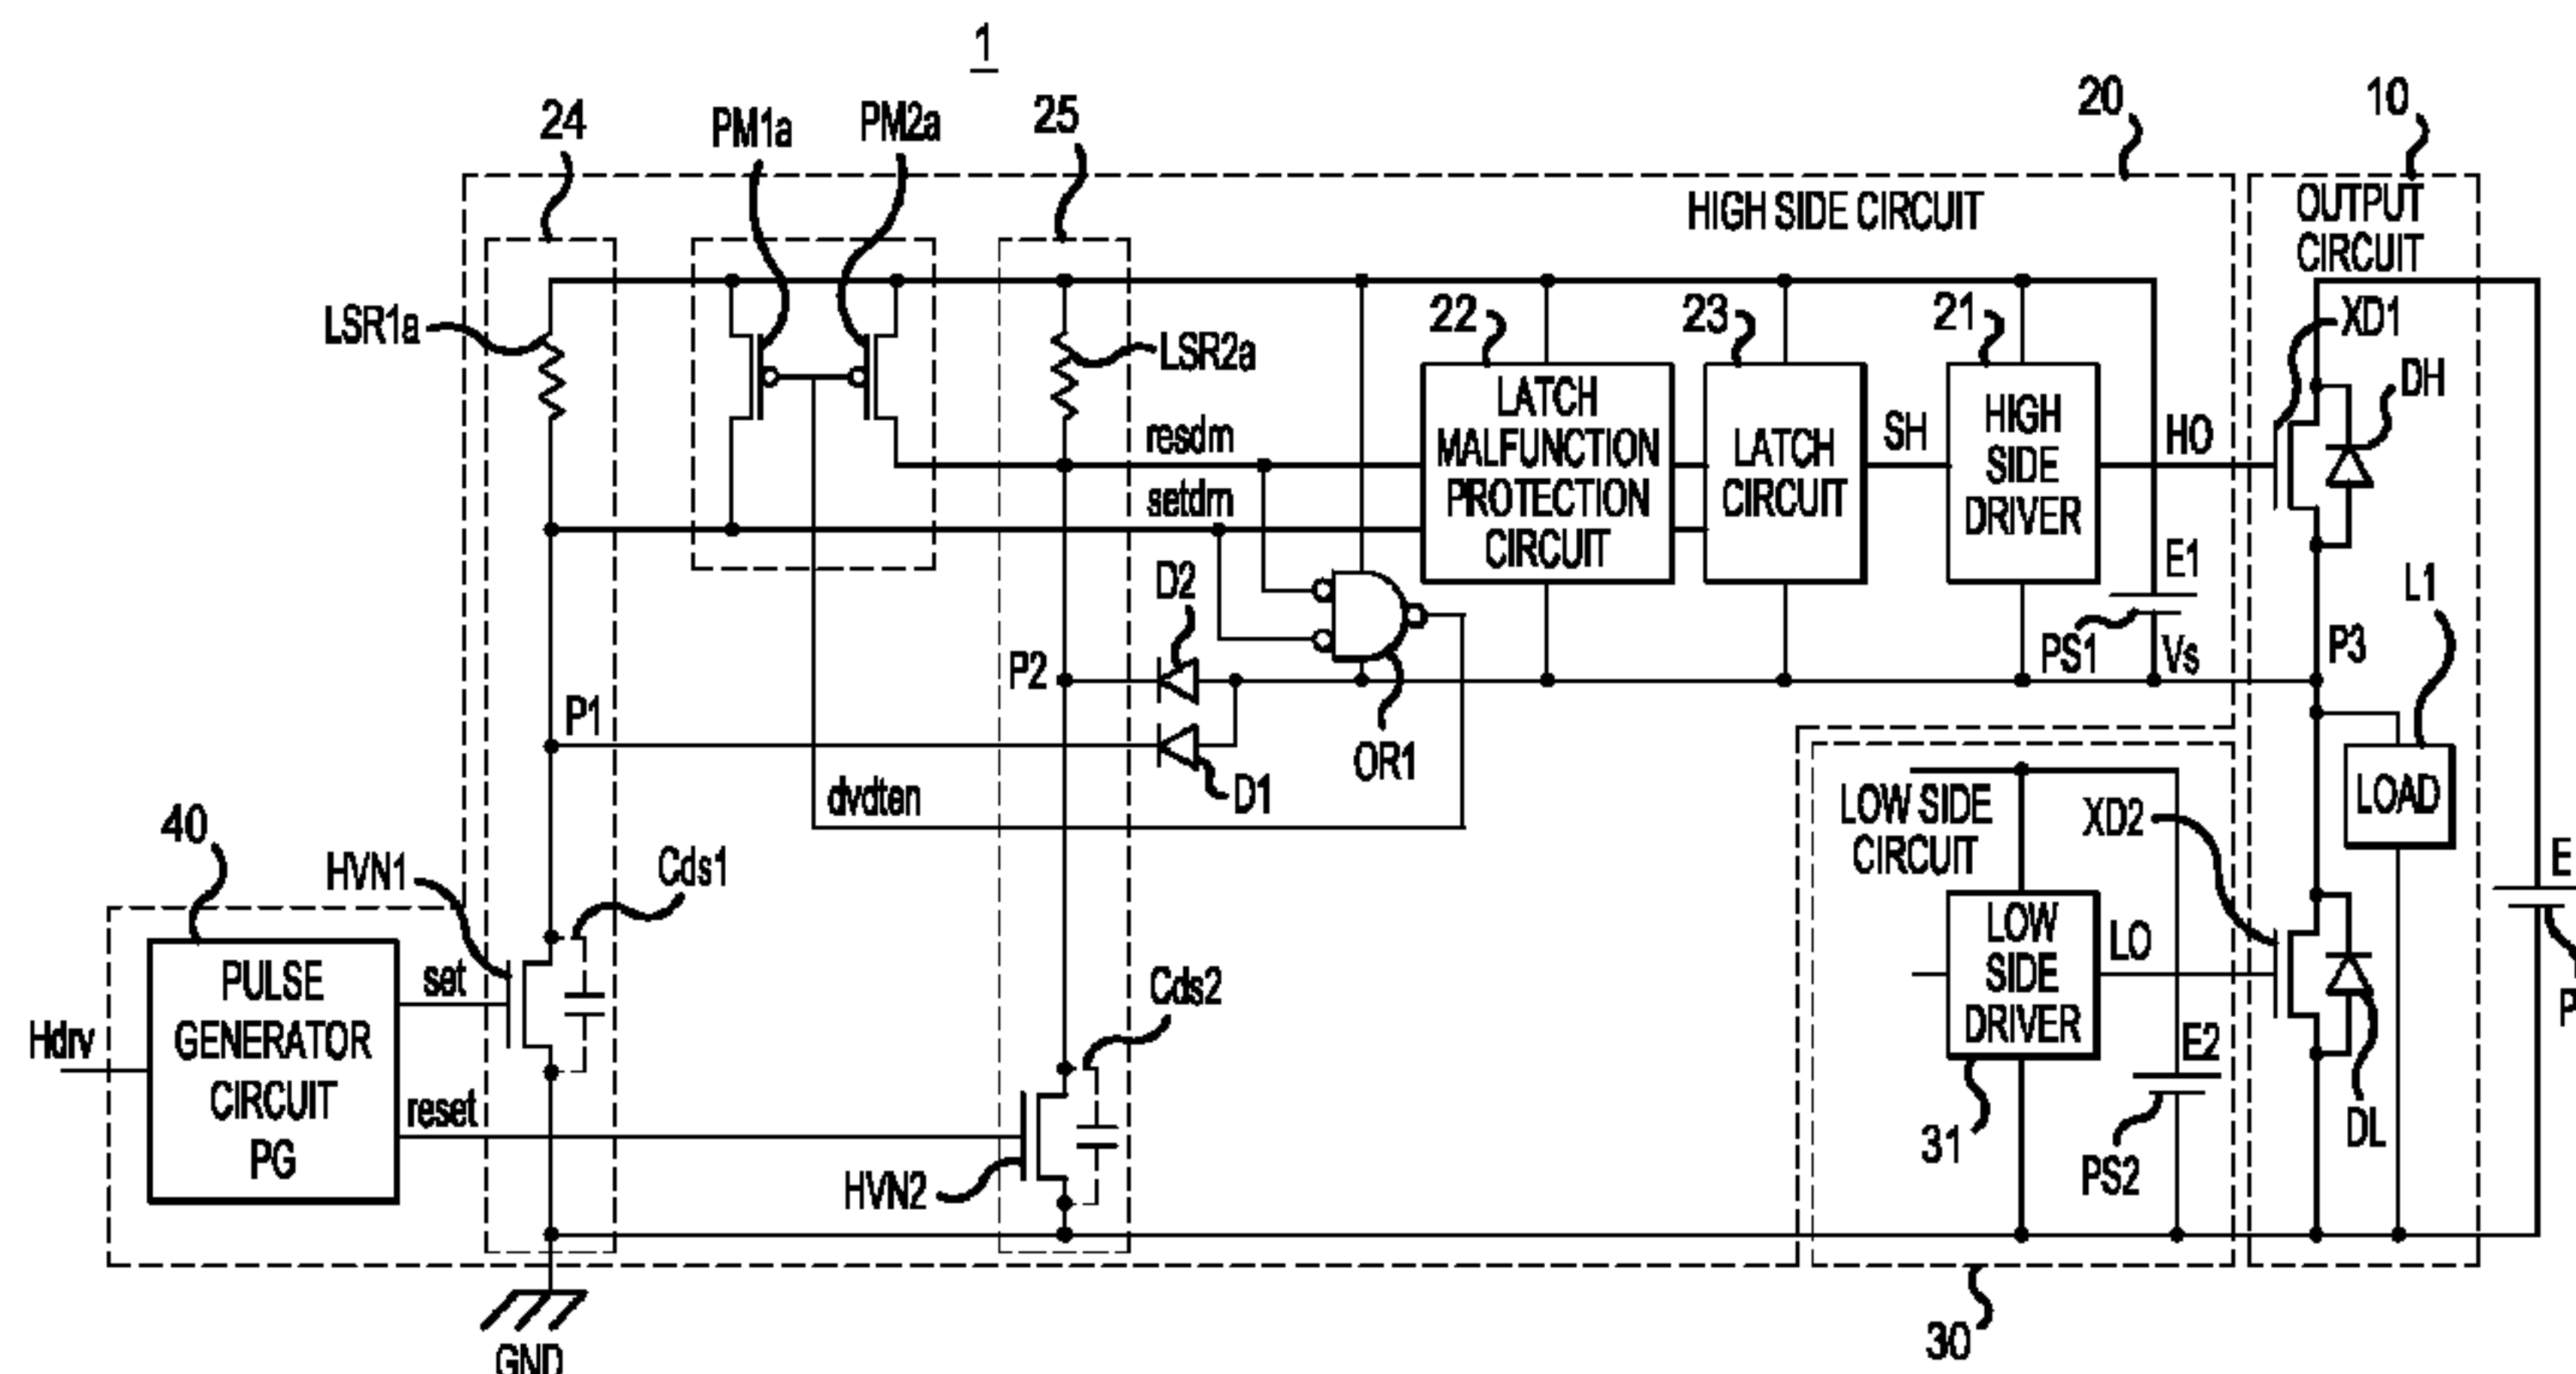 1
24
PM1a
PM2a
25
20
10
HIGH SIDE CIRCUIT
OUTPUT
CIRCUIT
LSR1a
LSR2a
22
23
21
XD1
DH
LATCH
MALFUNCTION
PROTECTION
CIRCUIT
LATCH
CIRCUIT
SH
HIGH
SIDE
DRIVER
HO
resdm
setdm
D2
E1
L1
PS1
Vs
P3
P2
P1
OR1
D1
dvdten
LOAD
LOW SIDE
CIRCUIT
XD2
E
40
HVN1
Cds1
PULSE
GENERATOR
CIRCUIT
PG
set
Hdrv
reset
Cds2
LOW
SIDE
DRIVER
LO
E2
P
HVN2
31
PS2
DL
30
GND